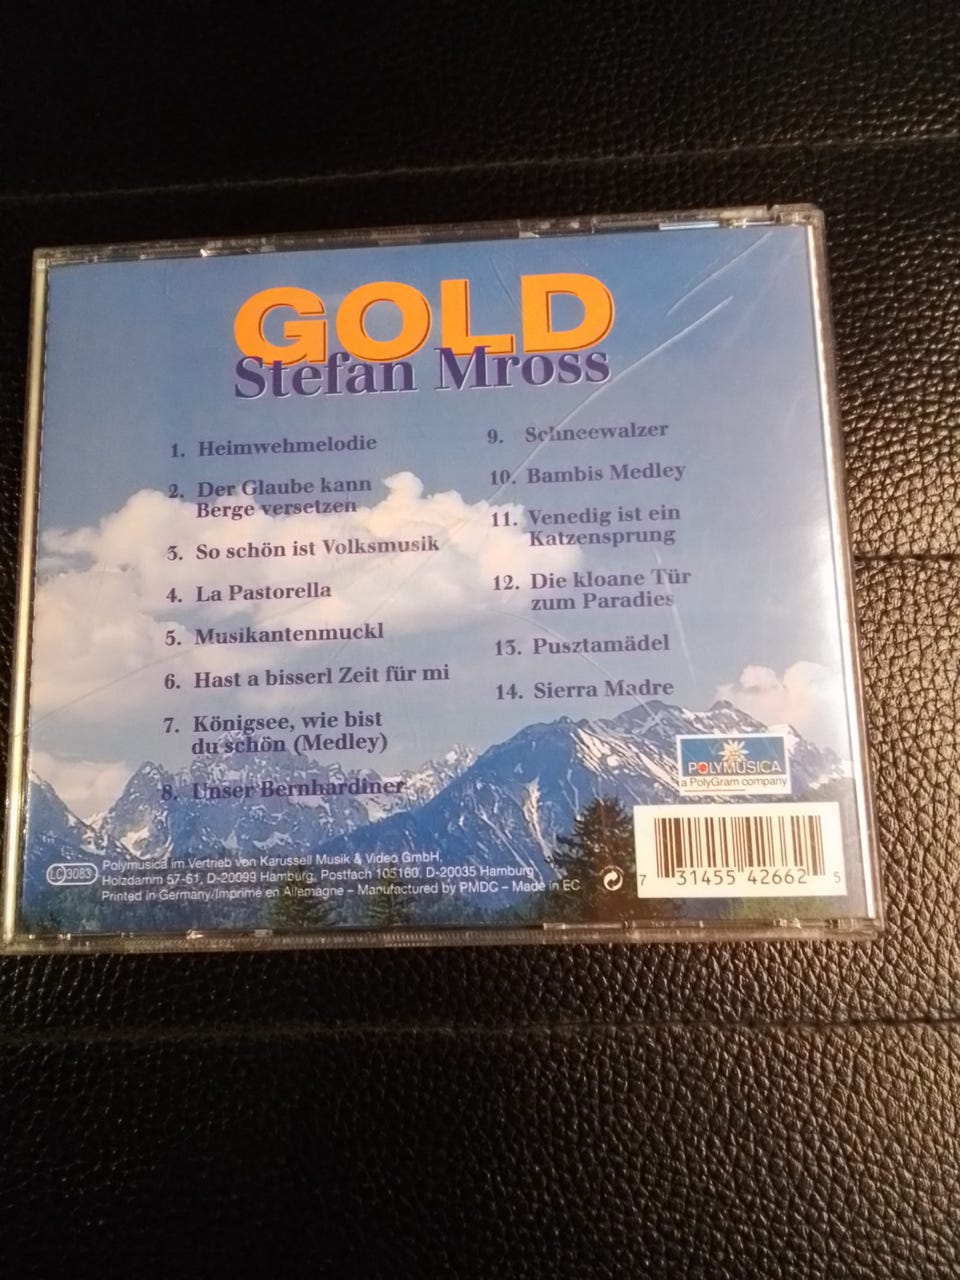 GOLD
Stefan Mross
1. Heimwehmelodie
2. Der Glaube kann
Berge versetzen
3. So schön ist Volksmusik
4. La Pastorella
5. Musikantenmuckl
6. Hast a bisserl Zeit für mi
7. Königsee, wie bist
du schön (Medley)
8. Unser Bernhardiner
9. Schneewalzer
10. Bambis Medley
11. Venedig ist ein
Katzensprung
12. Die kloane Tür
zum Paradies
13. Pusztamädel
14. Sierra Madre
POLYMUSICA
a PolyGram company
LC 3083
Polymusica im Vertrieb von Karussell Musik & Video GmbH,
Holzdamm 57-61, D-20099 Hamburg, Postfach 105160, D-20035 Hamburg
Printed in Germany/Imprimé en Allemagne – Manufactured by PMDC – Made in EC
7 31455 42662 5